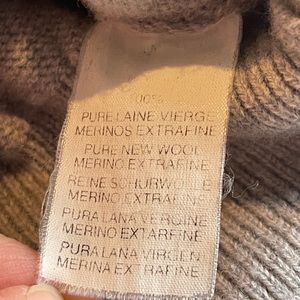 100%
PURE LAINE VIERGE
MERINOS EXTRAFINE
PURE NEW WOOL
MERINO EXTRAFINE
REINE SCHURWOLLE
MERINO EXTRAFINE
PURA LANA VERGINE
MERINO EXTRAFINE
PURA LANA VIRGEN
MERINA EXTRAFINE